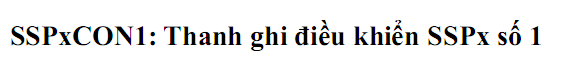 SSPxCON1: Thanh ghi điều khiển SSPx số 1